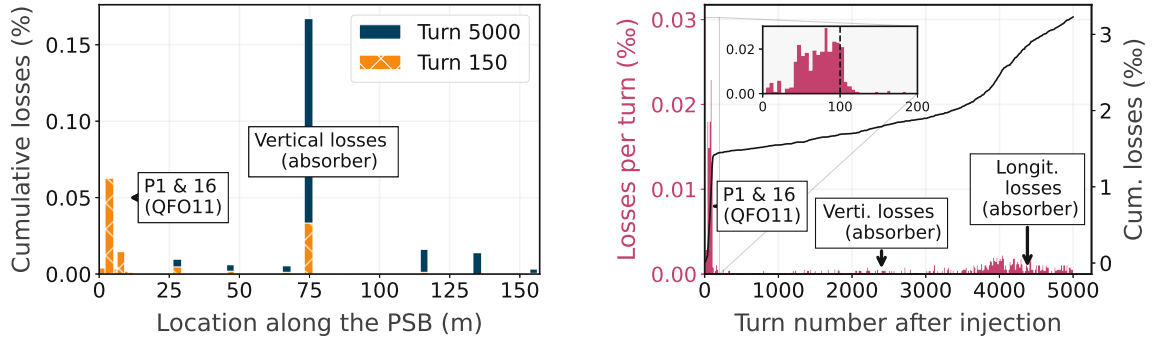 Cumulative losses (%)
0.15
0.10
0.05
0.00
Turn 5000
Turn 150
Vertical losses
(absorber)
P1 & 16
(QFO11)
0
25
50
75
100
125
150
Location along the PSB (m)
Losses per turn (‰)
0.03
0.02
0.01
0.00
0.02
0.00
0
100
200
P1 & 16
(QFO11)
Verti. losses
(absorber)
Longit.
losses
(absorber)
3
2
1
0
Cum. losses (‰)
0
1000
2000
3000
4000
5000
Turn number after injection